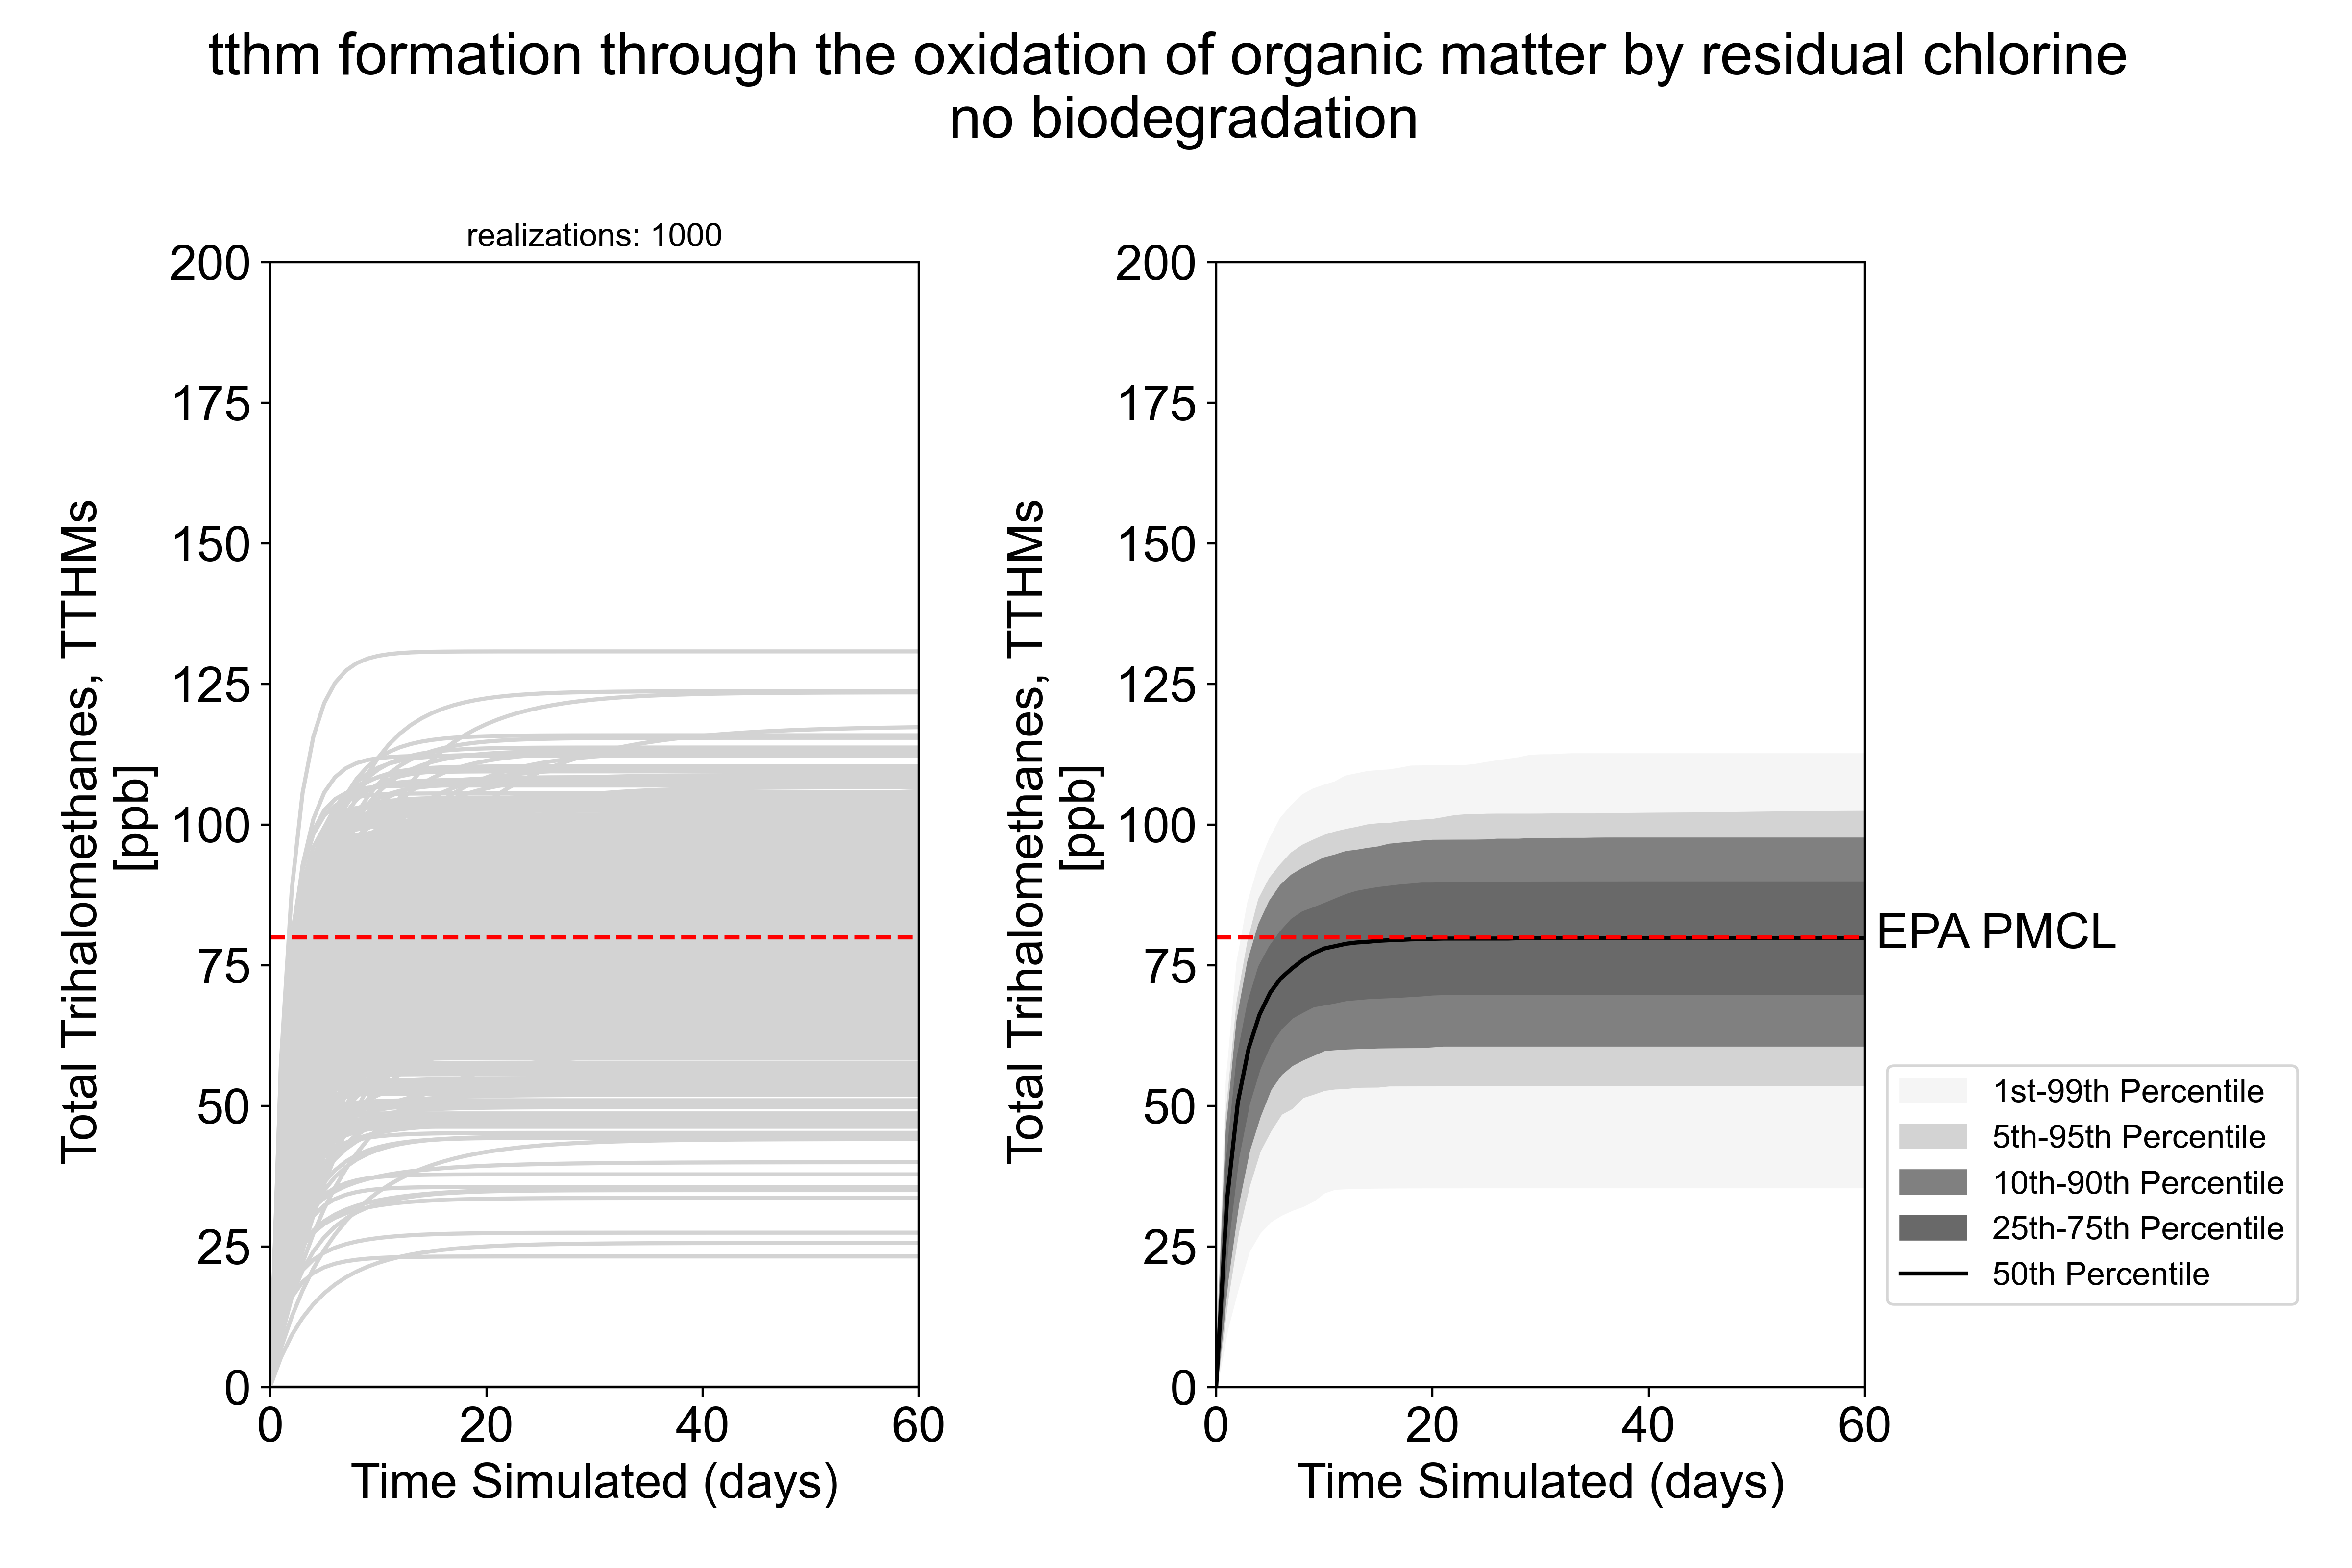 tthm formation through the oxidation of organic matter by residual chlorine
no biodegradation
realizations: 1000
200
175
150
125
100
75
50
25
0
Total Trihalomethanes, TTHMs
[ppb]
0 20 40 60
Time Simulated (days)
200
175
150
125
100
75
50
25
0
Total Trihalomethanes, TTHMs
[ppb]
0 20 40 60
Time Simulated (days)
EPA PMCL
1st-99th Percentile
5th-95th Percentile
10th-90th Percentile
25th-75th Percentile
50th Percentile